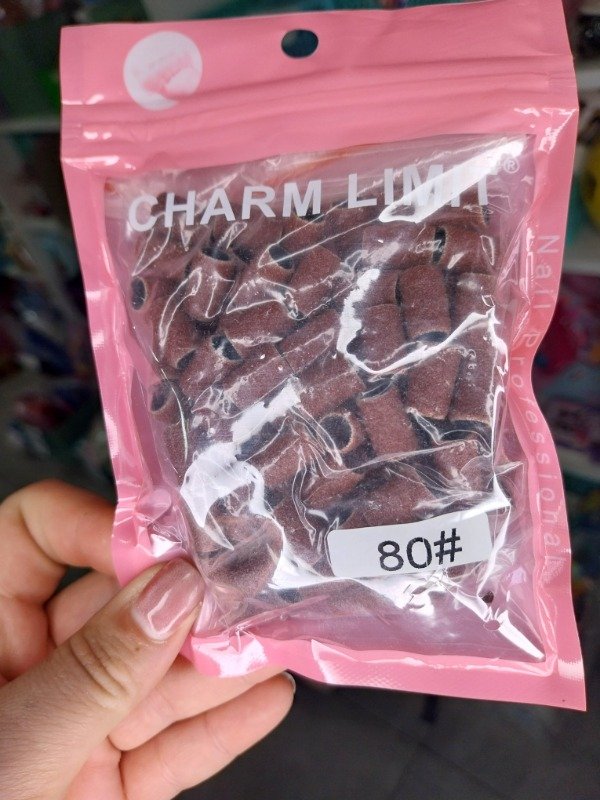 CHARM LIMIT®
Nail Professional
80#